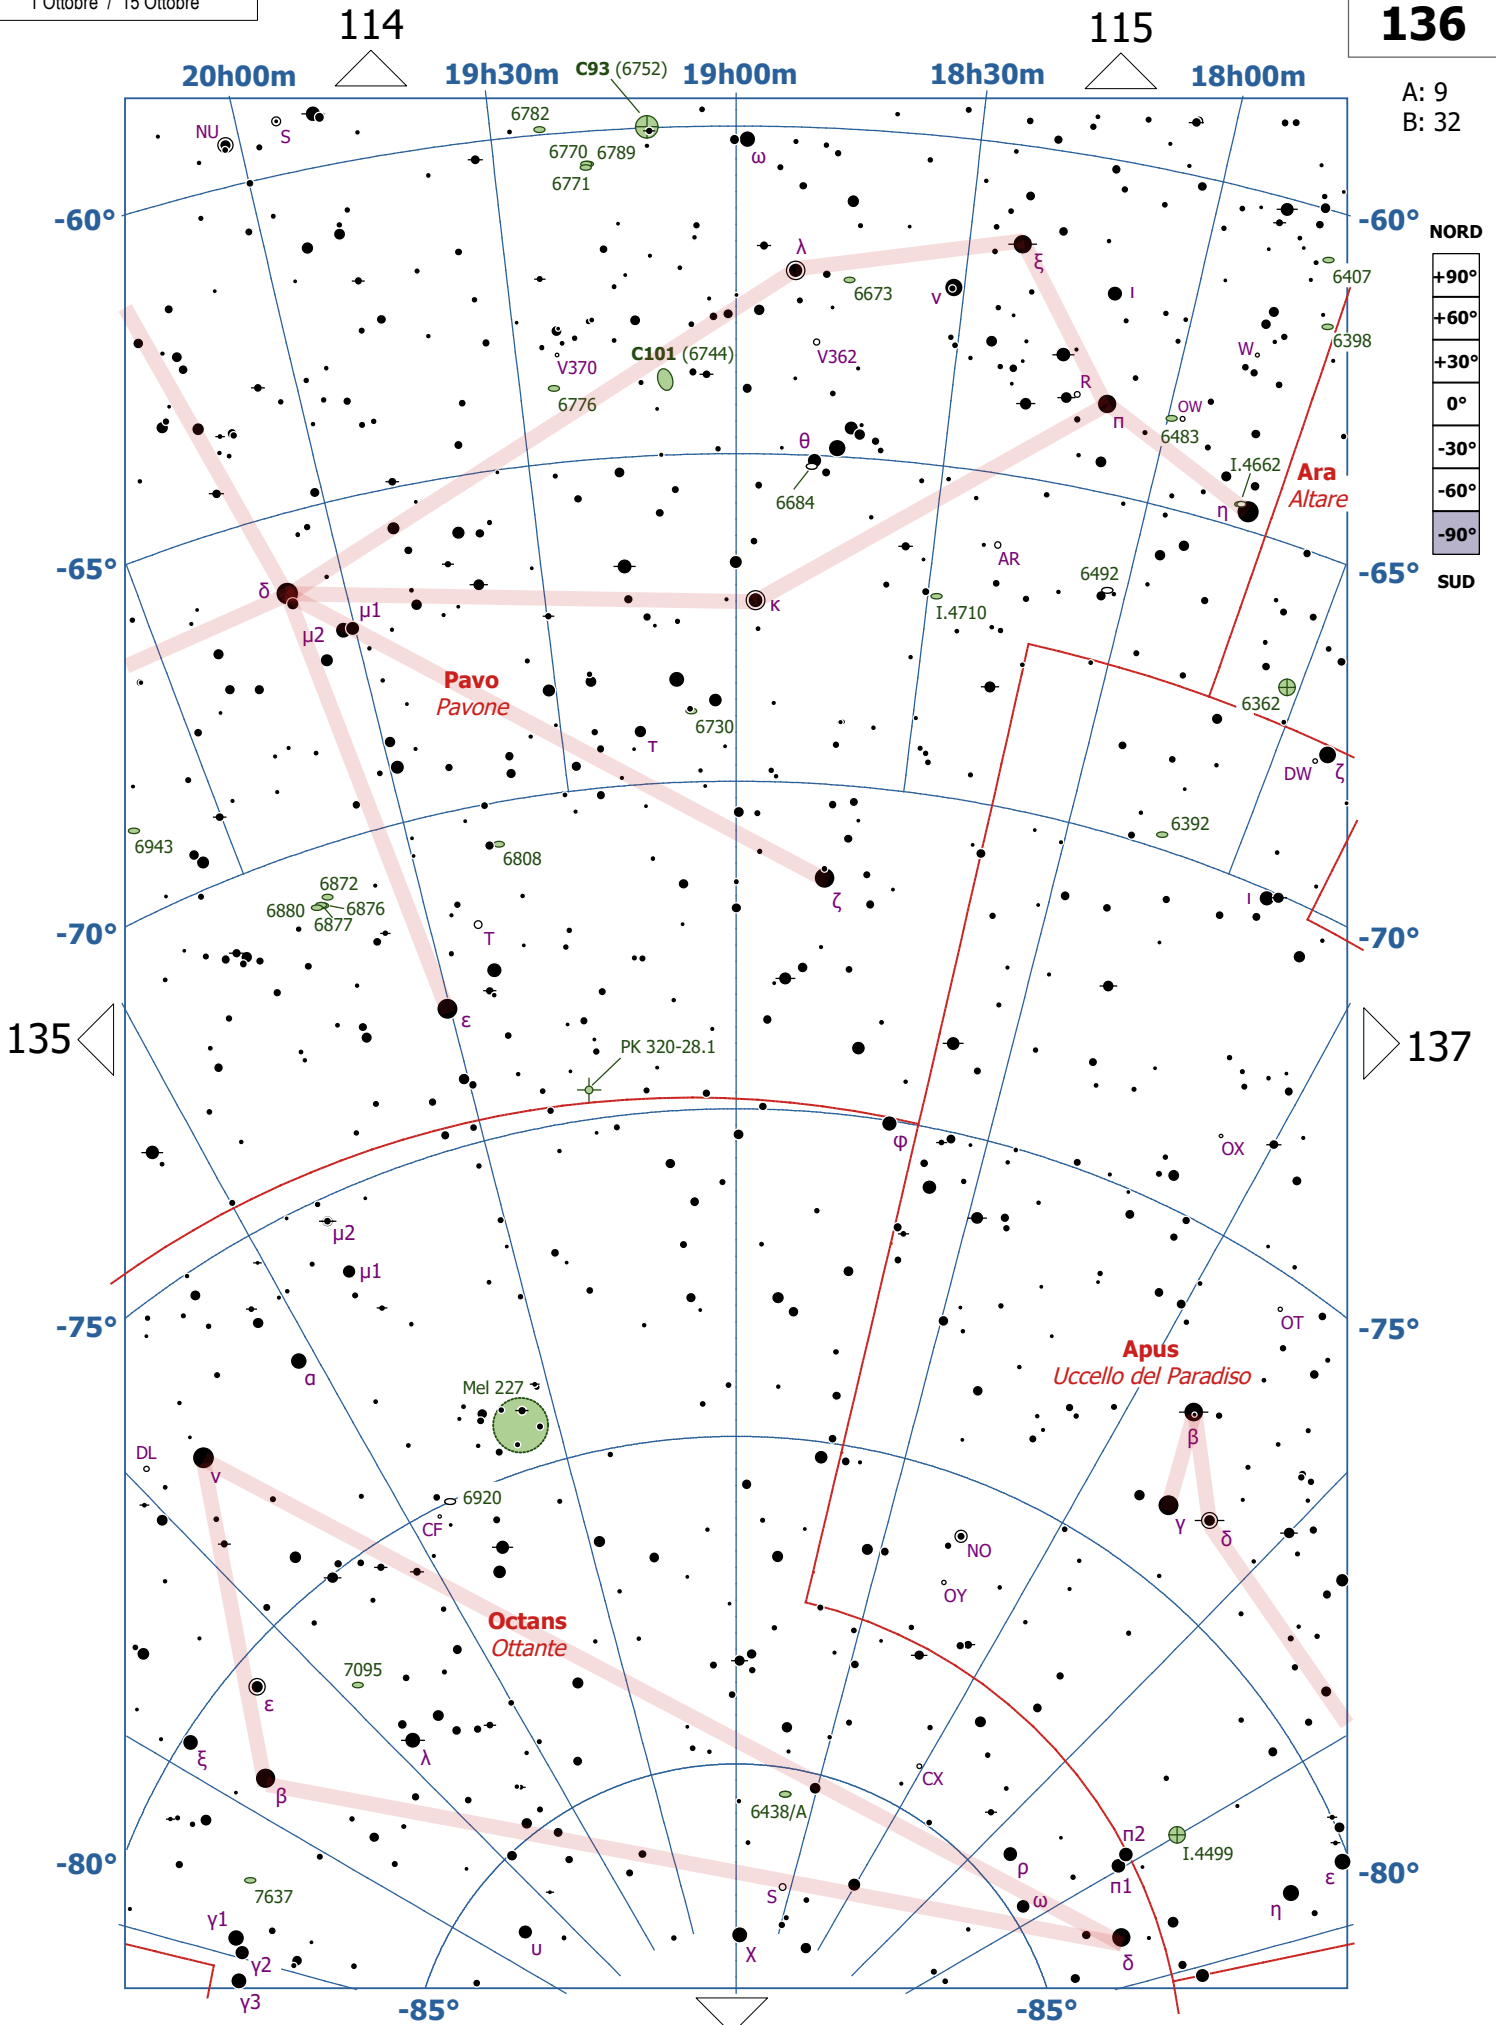 1 Ottobre / 15 Ottobre
114
115
136
20h00m
19h30m
C93 (6752)
19h00m
18h30m
18h00m
A: 9
B: 32
NU
S
6782
6770
6789
6771
ω
-60°
-60°
NORD
λ
ξ
ν
ι
6673
6407
+90°
+60°
+30°
0°
-30°
-60°
-90°
SUD
6398
V370
C101 (6744)
V362
W
R
6776
π
OW
6483
θ
6684
I.4662
η
Ara
Altare
-65°
-65°
AR
6492
δ
κ
I.4710
μ1
μ2
Pavo
Pavone
6362
6730
τ
DW
ζ
6943
6808
6392
6872
6880
6876
6877
ζ
ι
T
-70°
-70°
ε
135
137
PK 320-28.1
φ
OX
μ2
μ1
OT
-75°
-75°
Apus
Uccello del Paradiso
α
Mel 227
β
DL
ν
6920
CF
γ
δ
NO
OY
Octans
Ottante
7095
ε
ξ
λ
β
CX
6438/A
π2
I.4499
-80°
-80°
ρ
π1
ε
S
ω
η
7637
γ1
υ
χ
δ
γ2
γ3
-85°
-85°